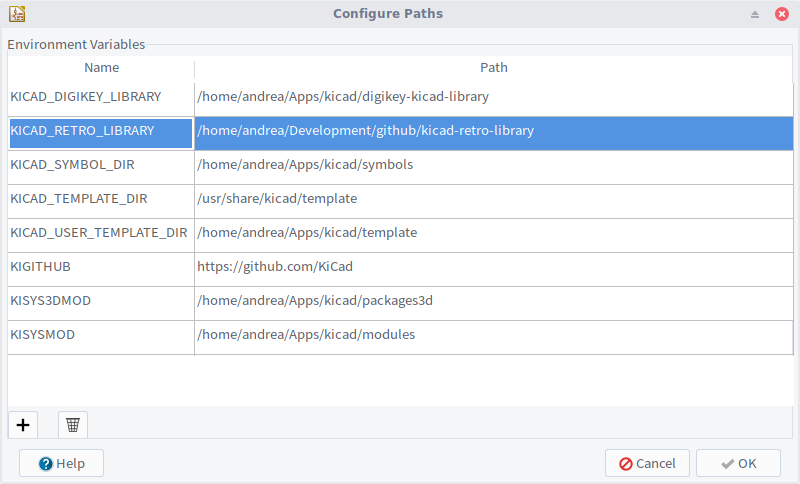 Configure Paths
Environment Variables
Name Path
KICAD_DIGIKEY_LIBRARY /home/andrea/Apps/kicad/digikey-kicad-library
KICAD_RETRO_LIBRARY /home/andrea/Development/github/kicad-retro-library
KICAD_SYMBOL_DIR /home/andrea/Apps/kicad/symbols
KICAD_TEMPLATE_DIR /usr/share/kicad/template
KICAD_USER_TEMPLATE_DIR /home/andrea/Apps/kicad/template
KIGITHUB https://github.com/KiCad
KISYS3DMOD /home/andrea/Apps/kicad/packages3d
KISYSMOD /home/andrea/Apps/kicad/modules
Help Cancel OK